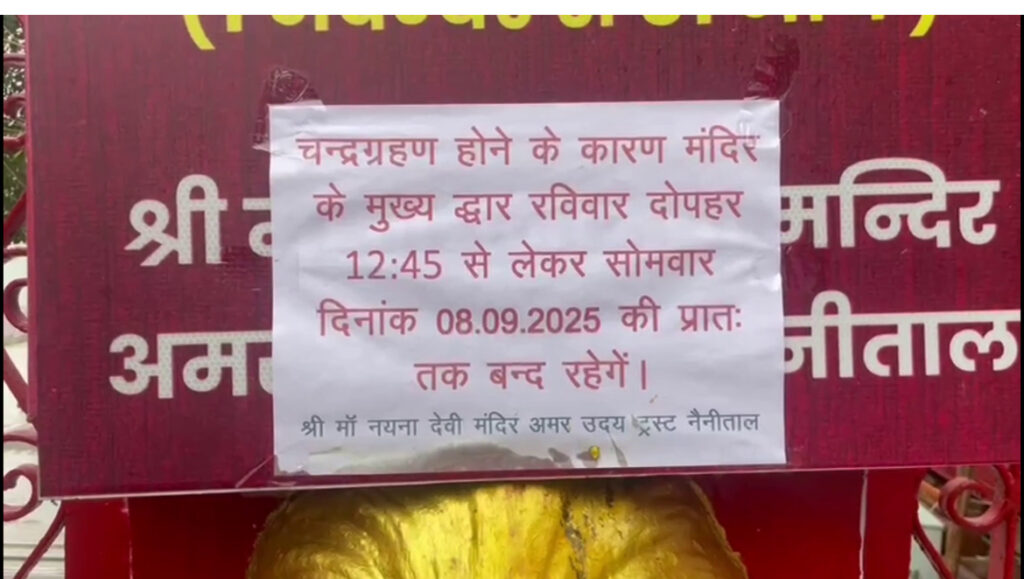 चन्द्रग्रहण होने के कारण मंदिर
के मुख्य द्धार रविवार दोपहर
12:45 से लेकर सोमवार
दिनांक 08.09.2025 की प्रातः
तक बन्द रहेगें।
श्री मॉ नयना देवी मंदिर अमर उदय ट्रस्ट नैनीताल
श्री मन्दिर
नैनीताल